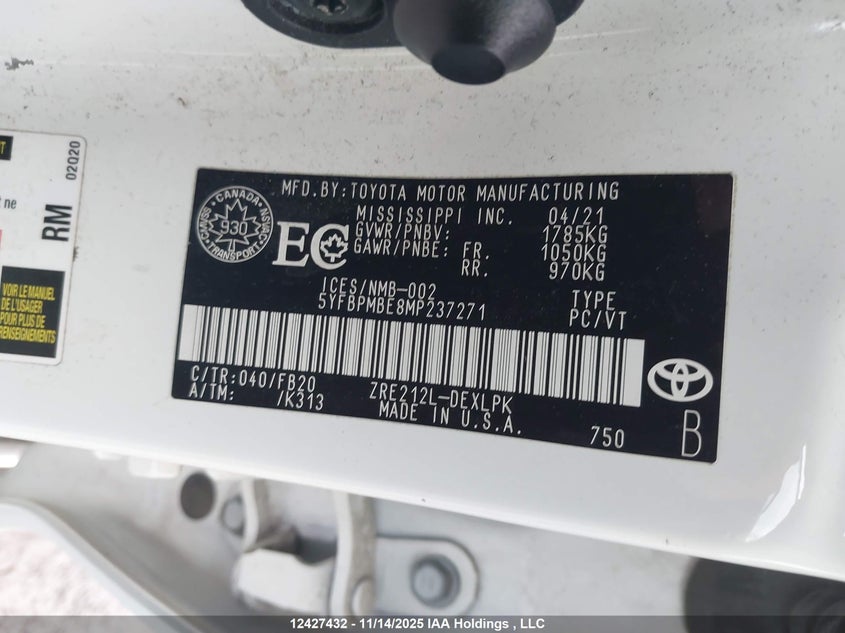 MFD.BY: TOYOTA MOTOR MANUFACTURING
MISSISSIPPI INC. 04/21
GVWR/PNBV: 1785KG
GAWR/PNBE: FR. 1050KG
RR. 970KG
CANADA
930
TRANSPORT
EC
ICES/NMB-002
5YFBPMBE8MP237271
TYPE
PC/VT
C/TR:040/FB20
A/TM: /K313
ZRE212L-DEXLPK
MADE IN U.S.A.
750
B
ne
RM
02Q20
VOIR LE MANUEL
D'USAGER
POUR PLUS DE
RENSEIGNEMENTS
12427432 - 11/14/2025 IAA Holdings , LLC